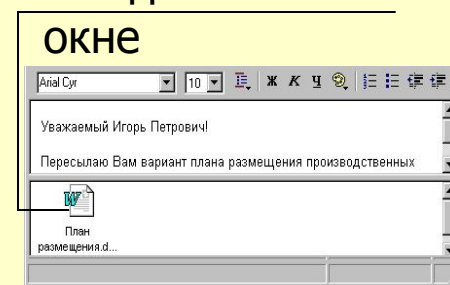 окне
Arial Cyr 10 Ж К Ч
Уважаемый Игорь Петрович!
Пересылаю Вам вариант плана размещения производственных
План
размещения.d...